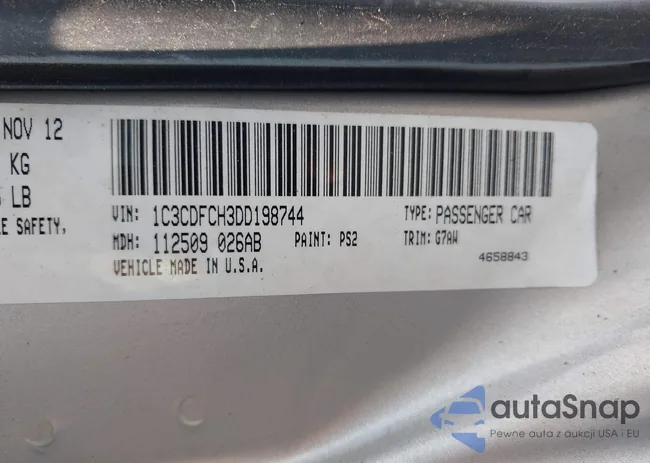 NOV 12
KG
LB
SAFETY,
VIN: 1C3CDFCH3DD198744
TYPE: PASSENGER CAR
MDH: 112509 026AB
PAINT: PS2
TRIM: G7AW
VEHICLE MADE IN U.S.A.
4658843
autaSnap
Pewne auta z aukcji USA i EU